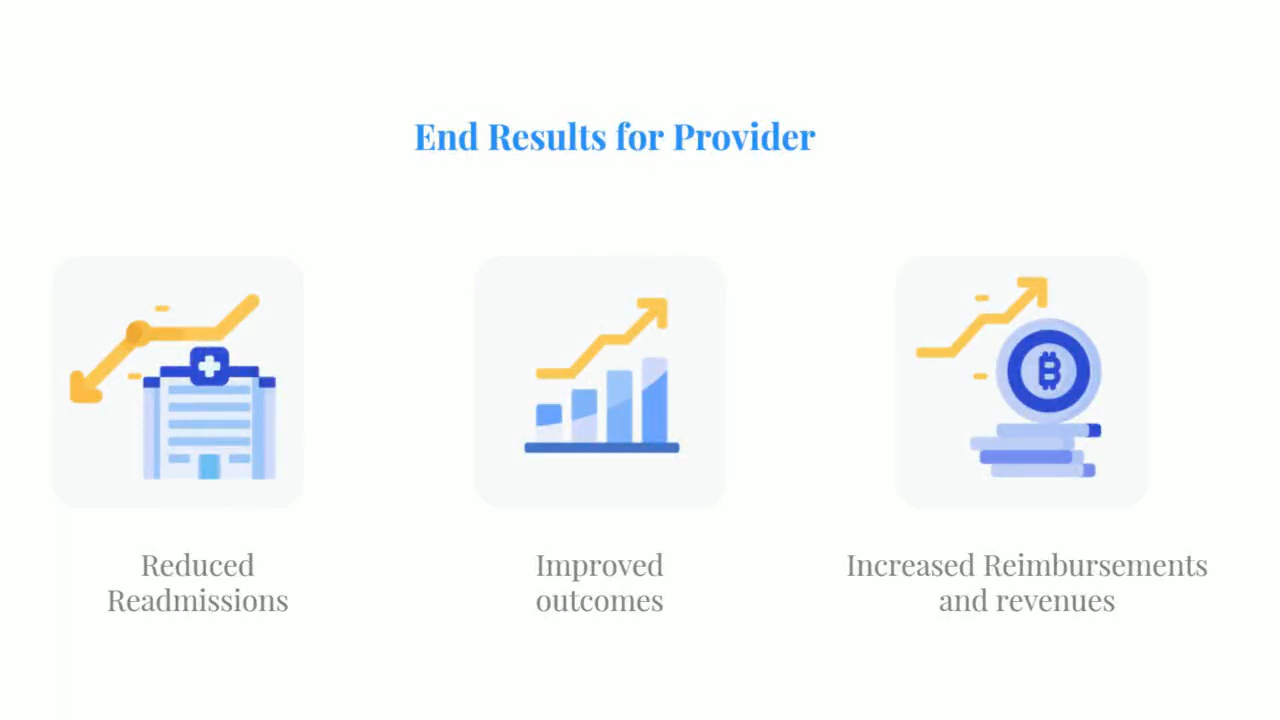 End Results for Provider
Reduced
Readmissions
Improved
outcomes
Increased Reimbursements
and revenues